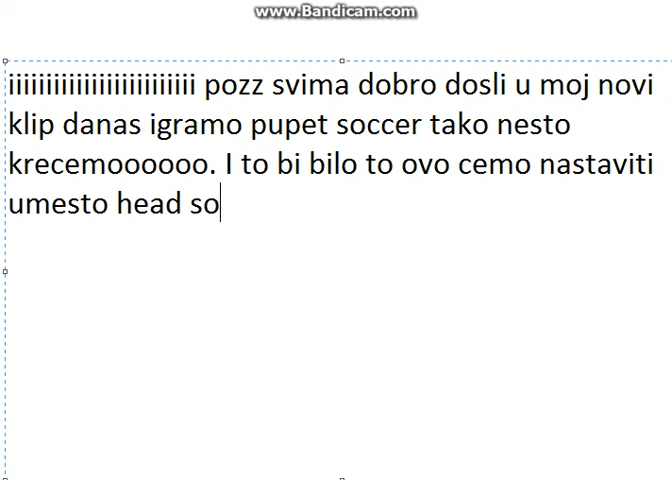 www.Bandicam.com
iiiiiiiiiiiiiiiiiiiiiiiiii pozz svima dobro dosli u moj novi
klip danas igramo pupet soccer tako nesto
krecemoooooo. I to bi bilo to ovo cemo nastaviti
umesto head so